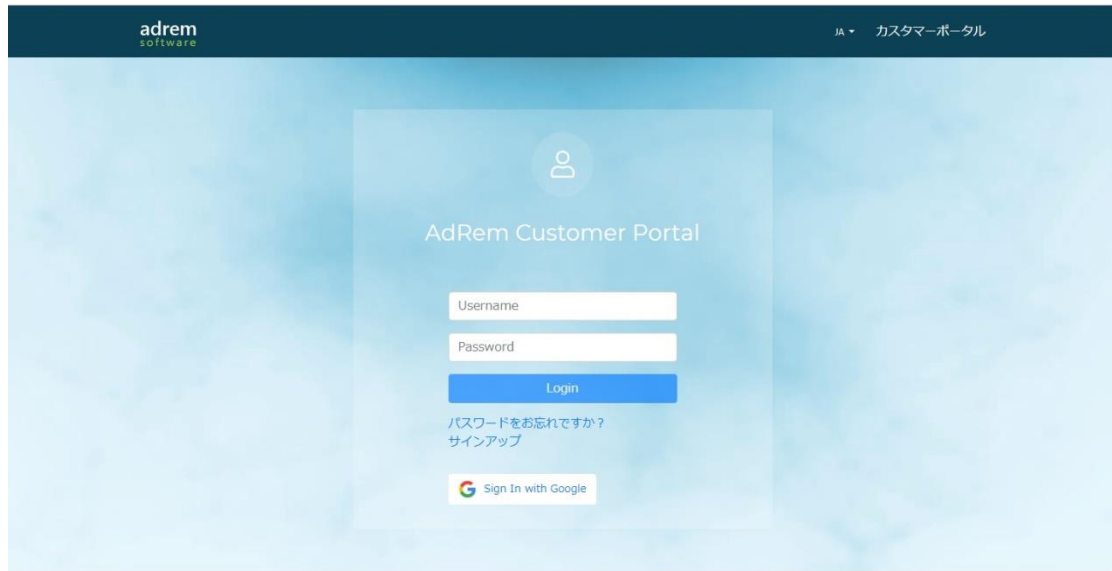 adrem
software
JA カスタマーポータル
AdRem Customer Portal
Username
Password
Login
パスワードをお忘れですか？
サインアップ
Sign In with Google